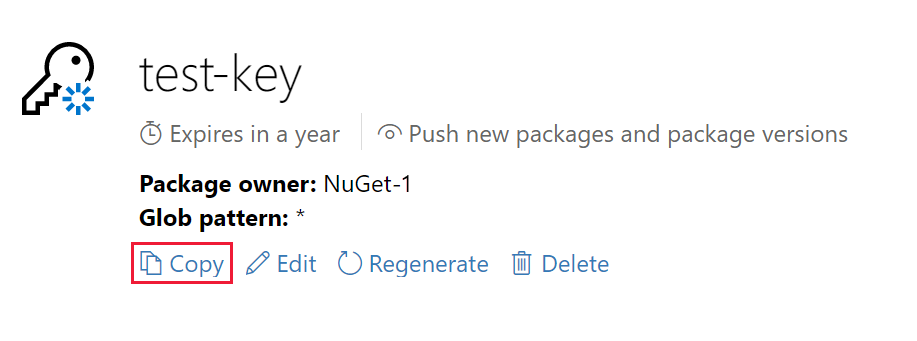 test-key
Expires in a year Push new packages and package versions
Package owner: NuGet-1
Glob pattern: *
Copy Edit Regenerate Delete